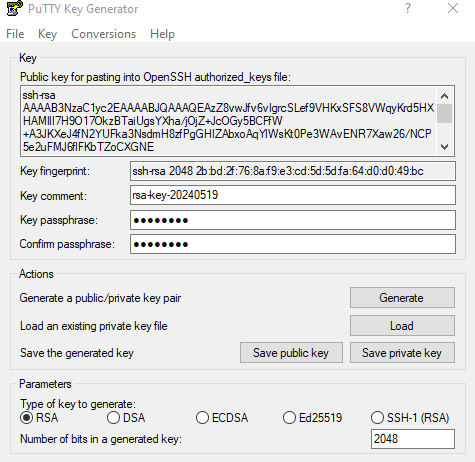 PuTTY Key Generator
?
File Key Conversions Help
Key
Public key for pasting into OpenSSH authorized_keys file:
ssh-rsa
AAAAB3NzaC1yc2EAAAABJQAAAQEAzZ8vwJfv6vIgrcSLef9VHKxSFS8VWqyKrd5HX
HAMIII7H9O17OkzBTaiUgsYXha/jOjZ+JcOGy5BCFfW
+A3JKXeJ4fN2YUFka3NsdmH8zfPgGHIZAbxoAqYIWsKt0Pe3WAvENR7Xaw26/NCP
5e2uFMJ6fIFKbTZoCXGNE
Key fingerprint: ssh-rsa 2048 2b:bd:2f:76:8a:f9:e3:cd:5d:5d:fa:64:d0:d0:49:bc
Key comment: rsa-key-20240519
Key passphrase: ●●●●●●●●
Confirm passphrase: ●●●●●●●●
Actions
Generate a public/private key pair Generate
Load an existing private key file Load
Save the generated key Save public key Save private key
Parameters
Type of key to generate:
RSA DSA ECDSA Ed25519 SSH-1 (RSA)
Number of bits in a generated key: 2048